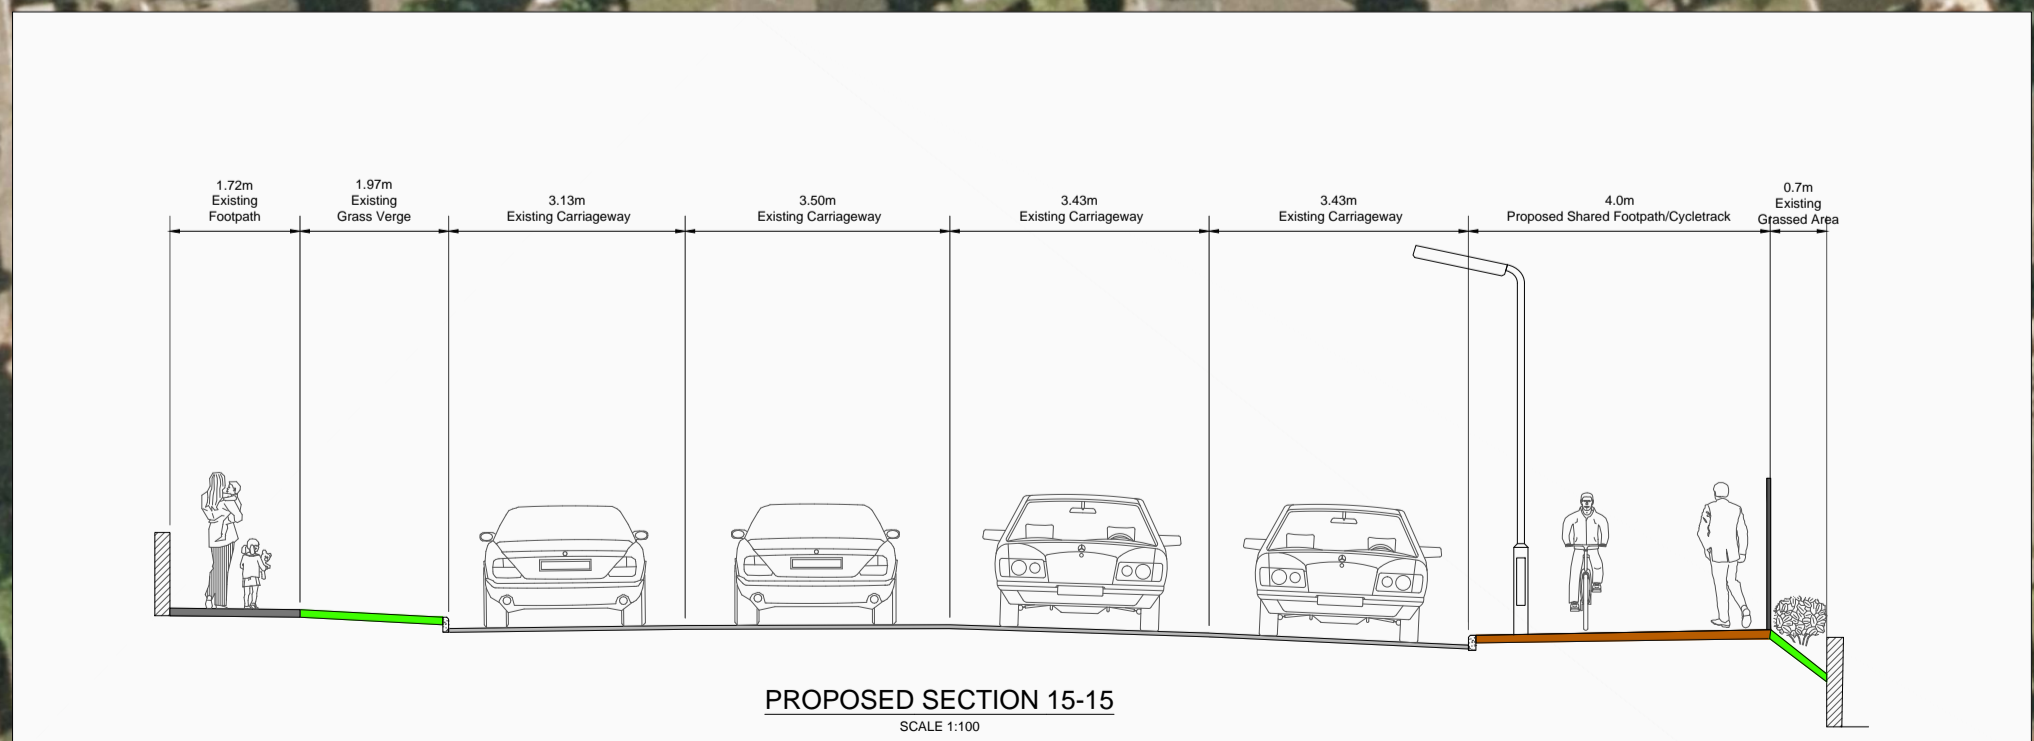 1.72m
Existing
Footpath
1.97m
Existing
Grass Verge
3.13m
Existing Carriageway
3.50m
Existing Carriageway
3.43m
Existing Carriageway
3.43m
Existing Carriageway
4.0m
Proposed Shared Footpath/Cycletrack
0.7m
Existing
Grassed Area
PROPOSED SECTION 15-15
SCALE 1:100